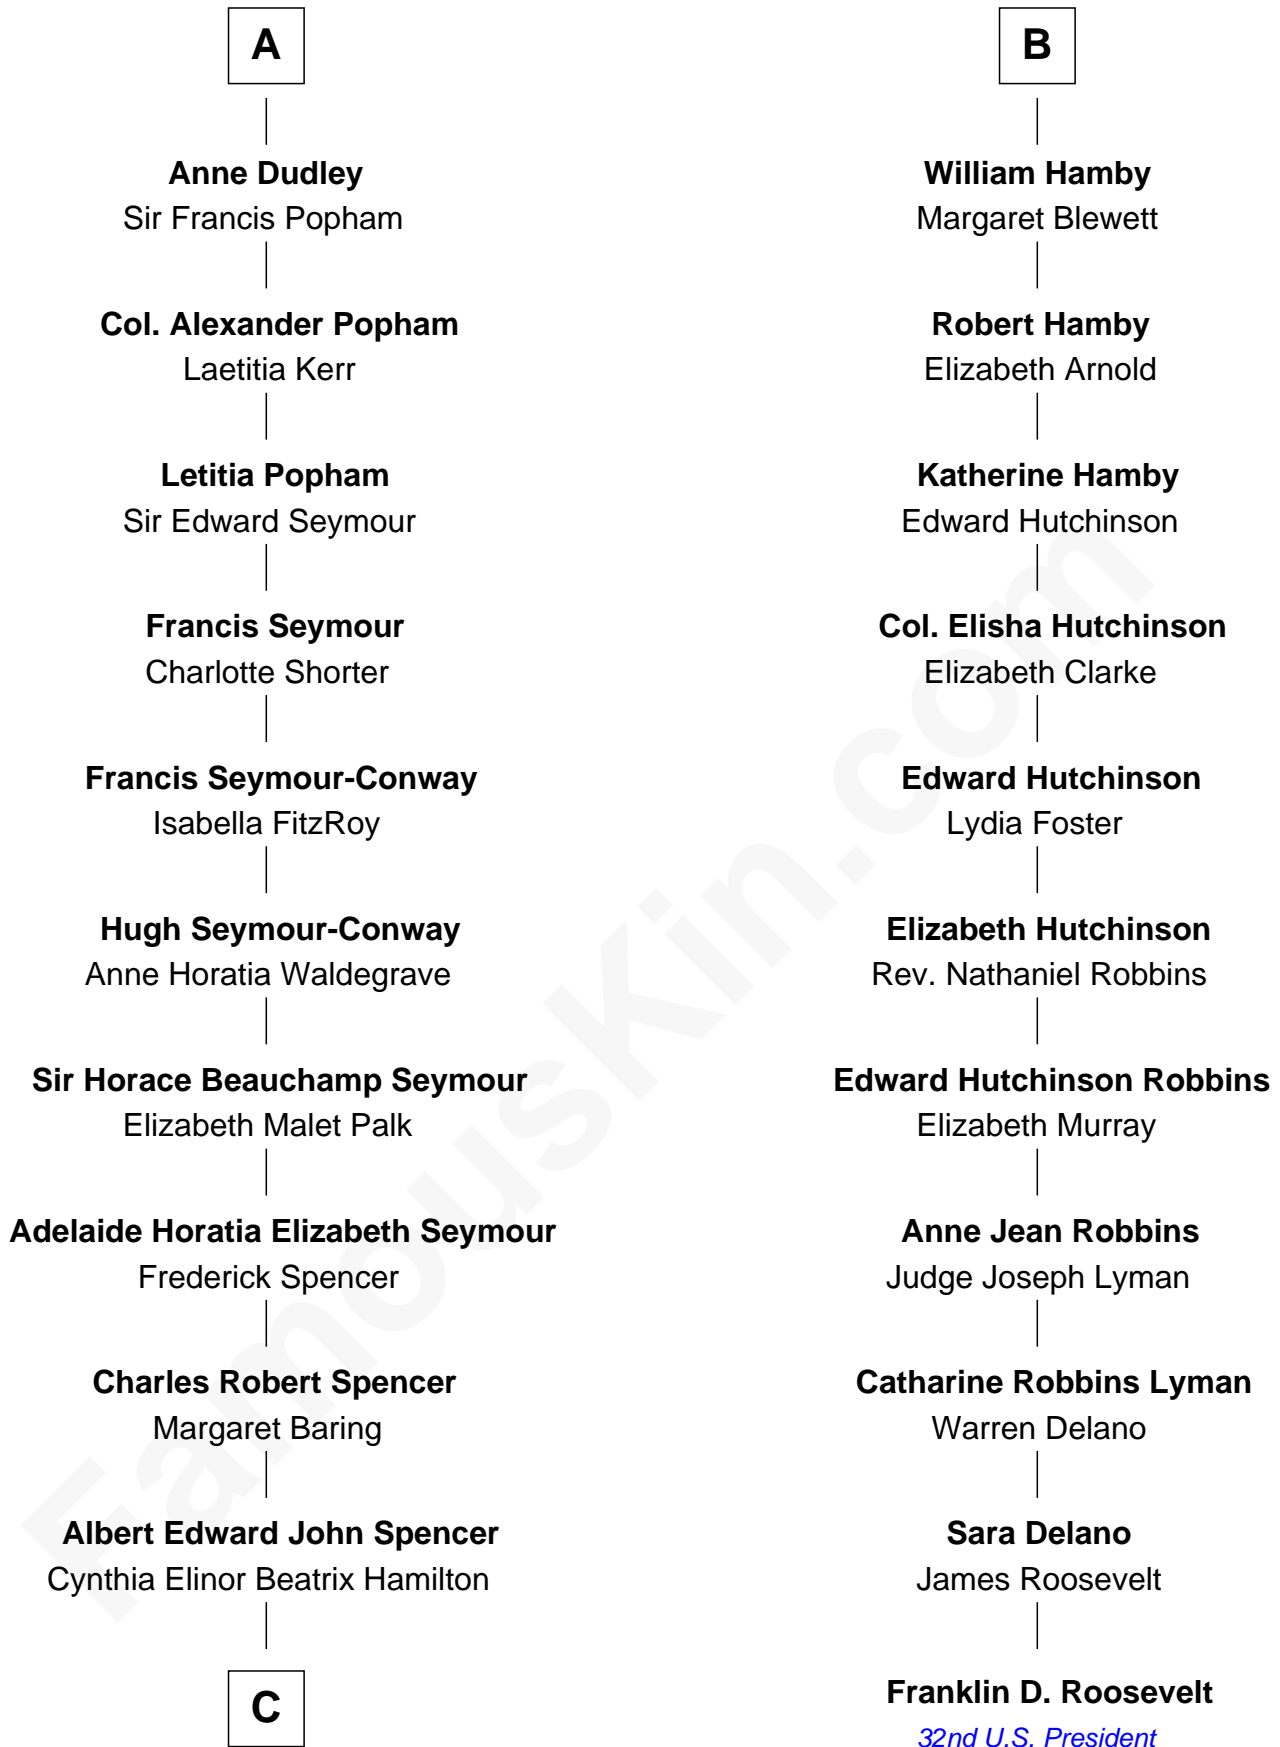 A
Anne Dudley
Sir Francis Popham
Col. Alexander Popham
Laetitia Kerr
Letitia Popham
Sir Edward Seymour
Francis Seymour
Charlotte Shorter
Francis Seymour-Conway
Isabella FitzRoy
Hugh Seymour-Conway
Anne Horatia Waldegrave
Sir Horace Beauchamp Seymour
Elizabeth Malet Palk
Adelaide Horatia Elizabeth Seymour
Frederick Spencer
Charles Robert Spencer
Margaret Baring
Albert Edward John Spencer
Cynthia Elinor Beatrix Hamilton
C
B
William Hamby
Margaret Blewett
Robert Hamby
Elizabeth Arnold
Katherine Hamby
Edward Hutchinson
Col. Elisha Hutchinson
Elizabeth Clarke
Edward Hutchinson
Lydia Foster
Elizabeth Hutchinson
Rev. Nathaniel Robbins
Edward Hutchinson Robbins
Elizabeth Murray
Anne Jean Robbins
Judge Joseph Lyman
Catharine Robbins Lyman
Warren Delano
Sara Delano
James Roosevelt
Franklin D. Roosevelt
32nd U.S. President
FamousKin.com